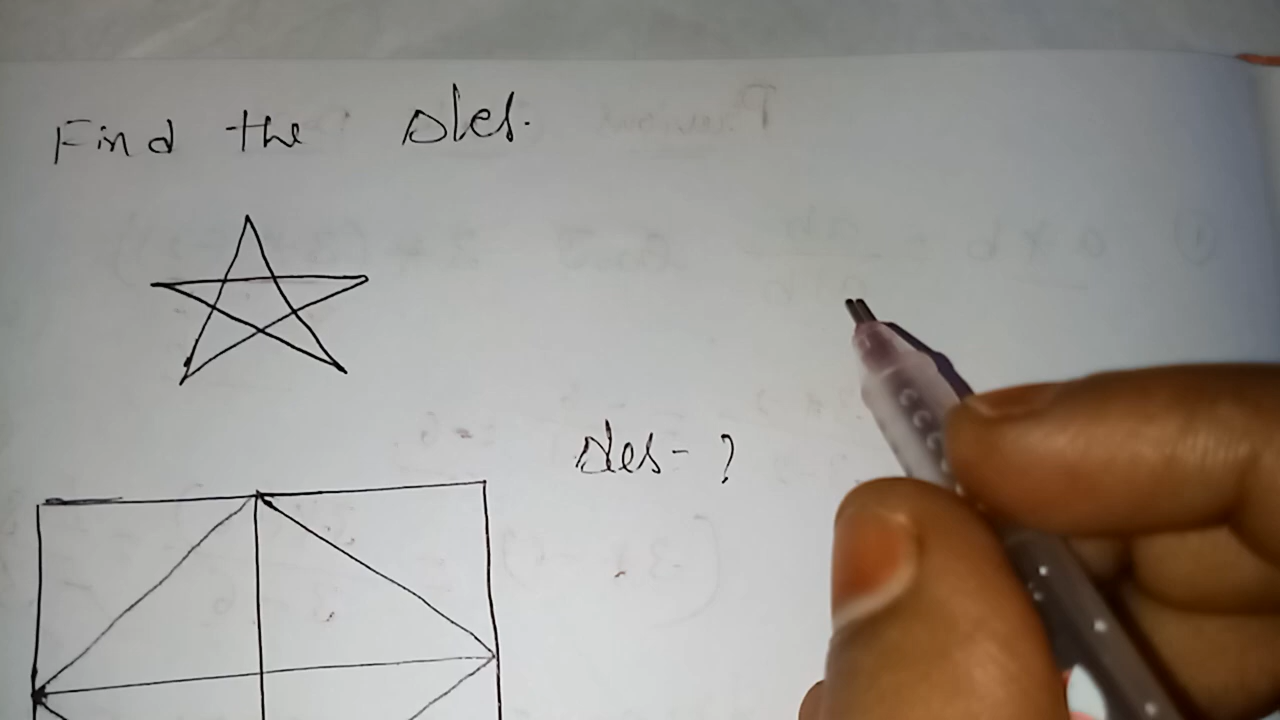 Find the Δles.
Δles- ?